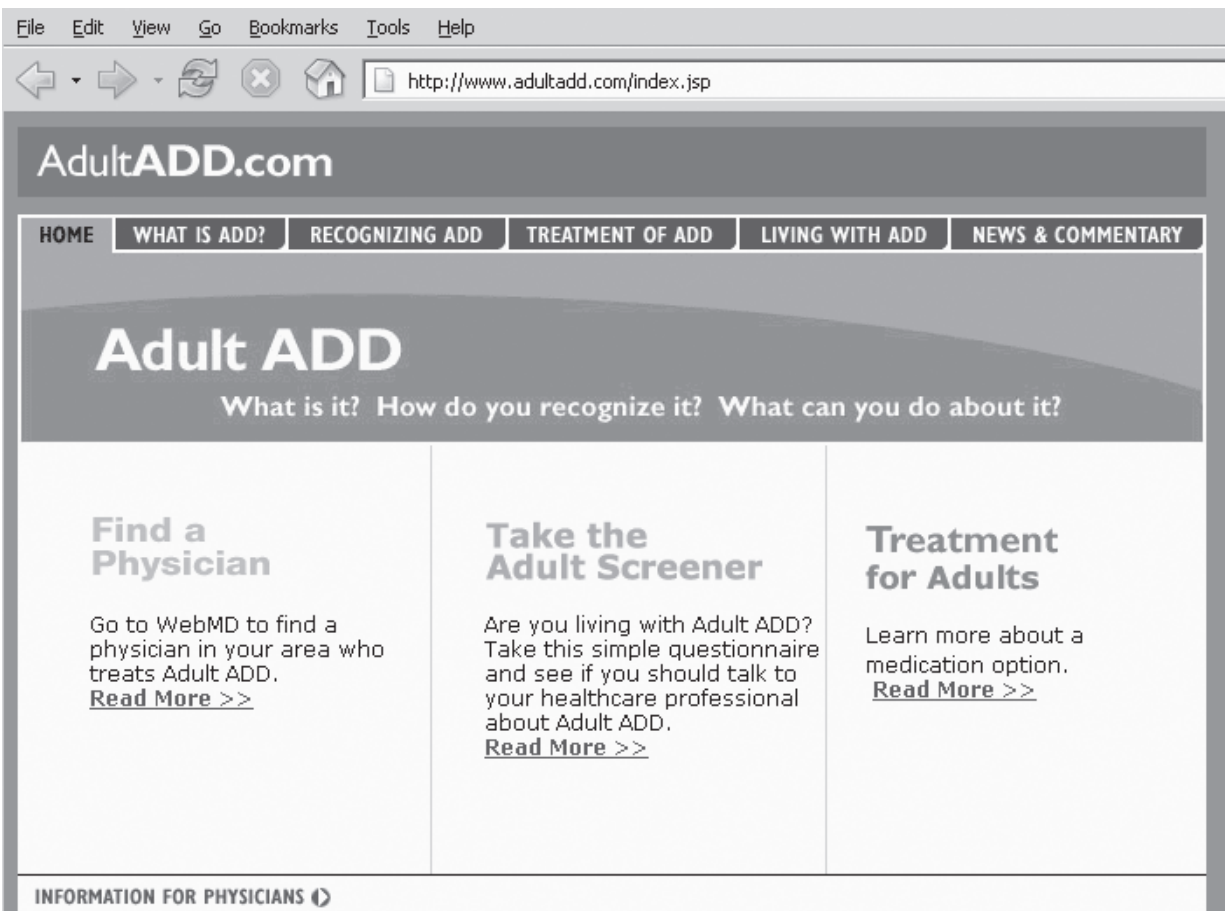 File Edit View Go Bookmarks Tools Help
http://www.adultadd.com/index.jsp
AdultADD.com
HOME WHAT IS ADD? RECOGNIZING ADD TREATMENT OF ADD LIVING WITH ADD NEWS & COMMENTARY
Adult ADD
What is it? How do you recognize it? What can you do about it?
Find a
Physician
Go to WebMD to find a
physician in your area who
treats Adult ADD.
Read More >>
Take the
Adult Screener
Are you living with Adult ADD?
Take this simple questionnaire
and see if you should talk to
your healthcare professional
about Adult ADD.
Read More >>
Treatment
for Adults
Learn more about a
medication option.
Read More >>
INFORMATION FOR PHYSICIANS